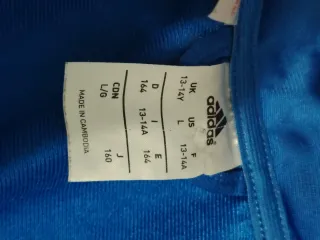 adidas
UK US F
13-14Y L 13-14A
D I E
164 13-14A 164
CDN J
L/G 160
MADE IN CAMBODIA